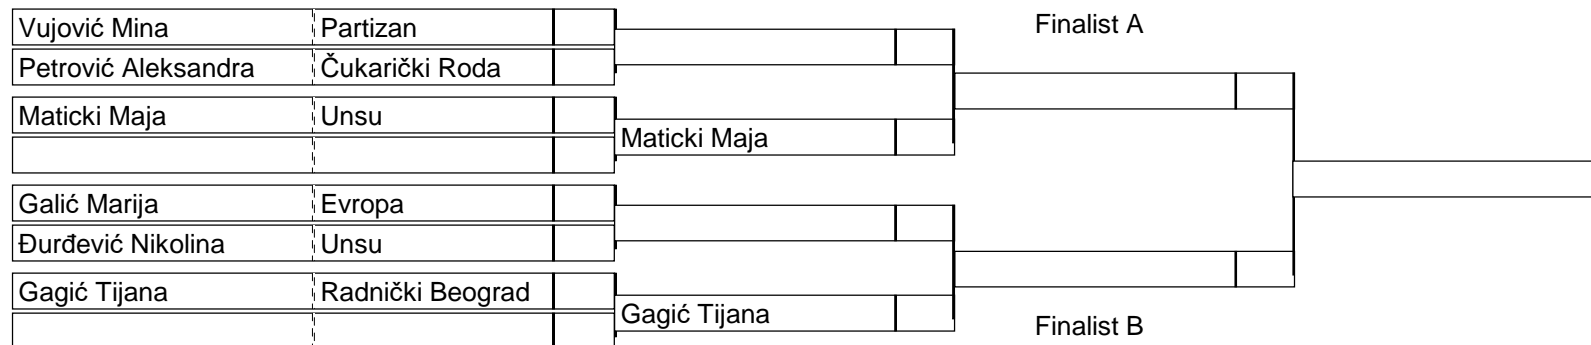 Vujović Mina Partizan
Petrović Aleksandra Čukarički Roda
Maticki Maja Unsu
Galić Marija Evropa
Đurđević Nikolina Unsu
Gagić Tijana Radnički Beograd
Maticki Maja
Gagić Tijana
Finalist A
Finalist B